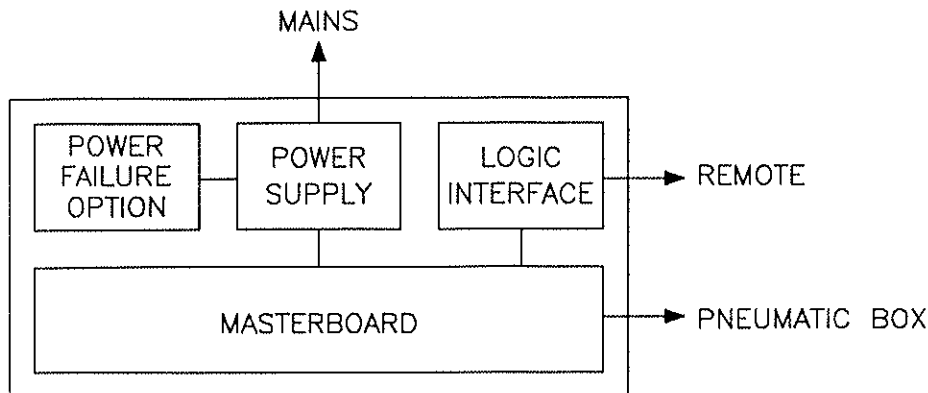 MAINS
POWER
FAILURE
OPTION
POWER
SUPPLY
LOGIC
INTERFACE
REMOTE
MASTERBOARD
PNEUMATIC BOX